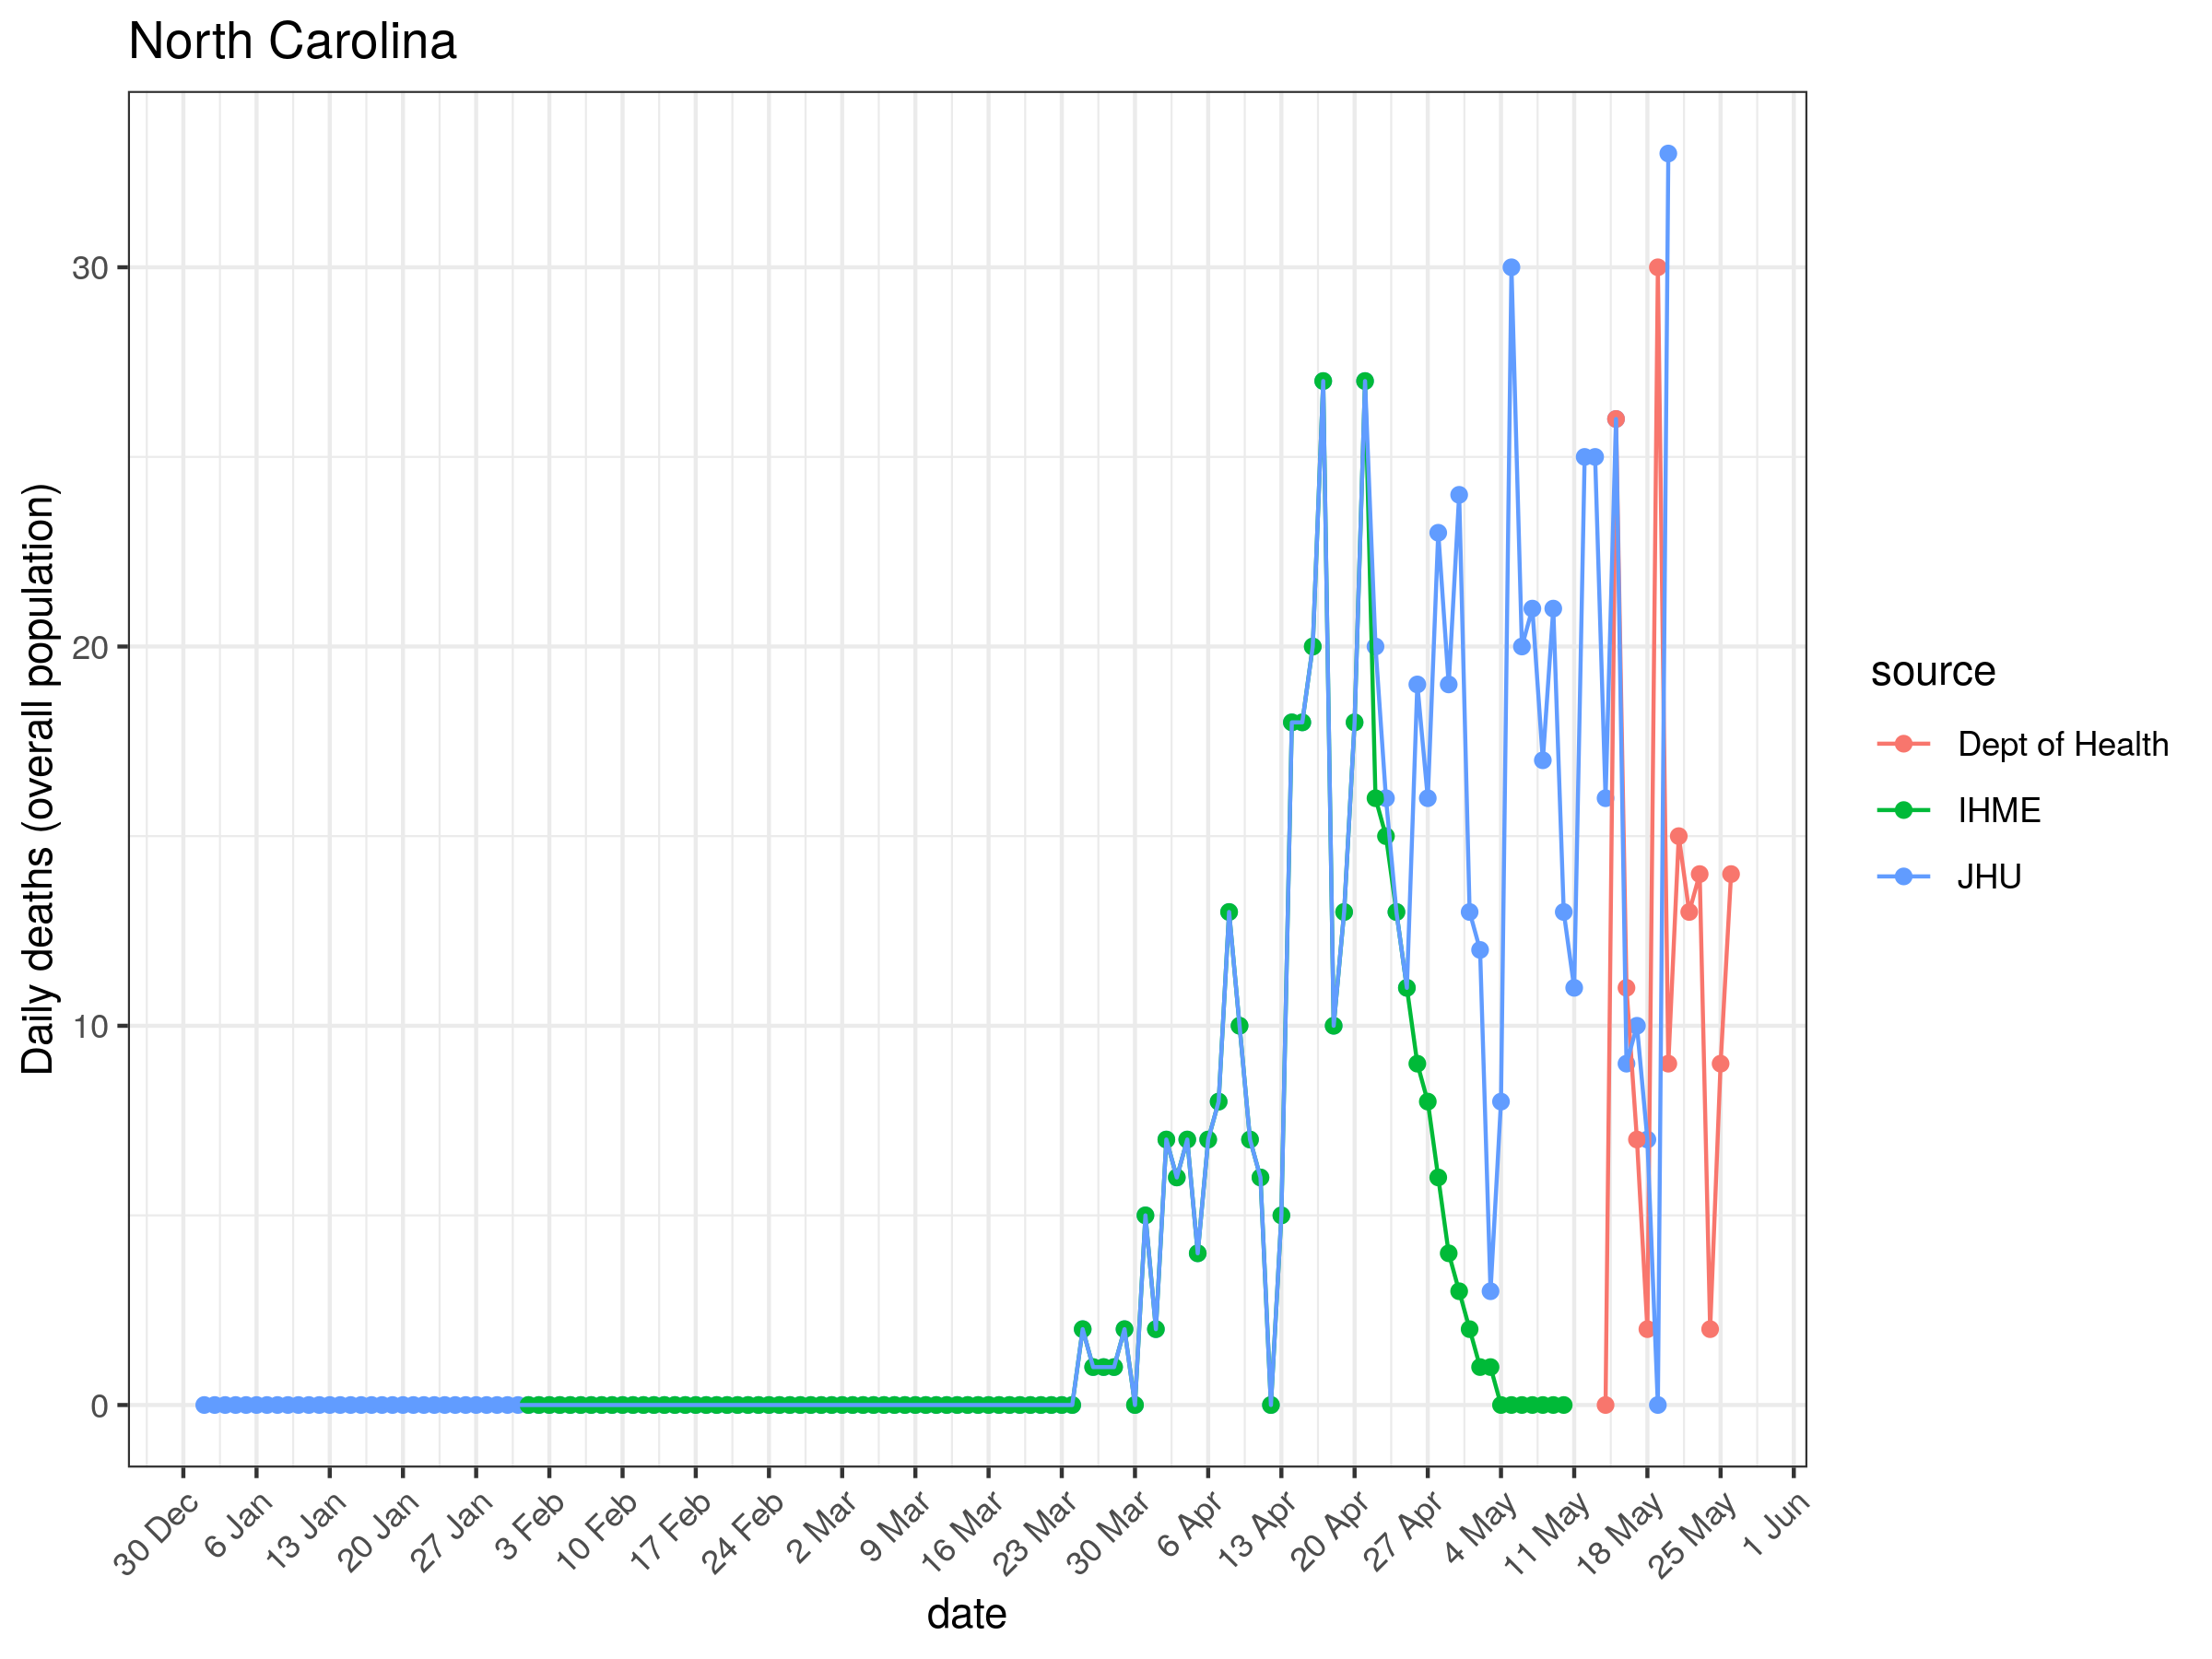 North Carolina
Daily deaths (overall population)
30
20
10
0
30 Dec
6 Jan
13 Jan
20 Jan
27 Jan
3 Feb
10 Feb
17 Feb
24 Feb
2 Mar
9 Mar
16 Mar
23 Mar
30 Mar
6 Apr
13 Apr
20 Apr
27 Apr
4 May
11 May
18 May
25 May
1 Jun
date
source
Dept of Health
IHME
JHU